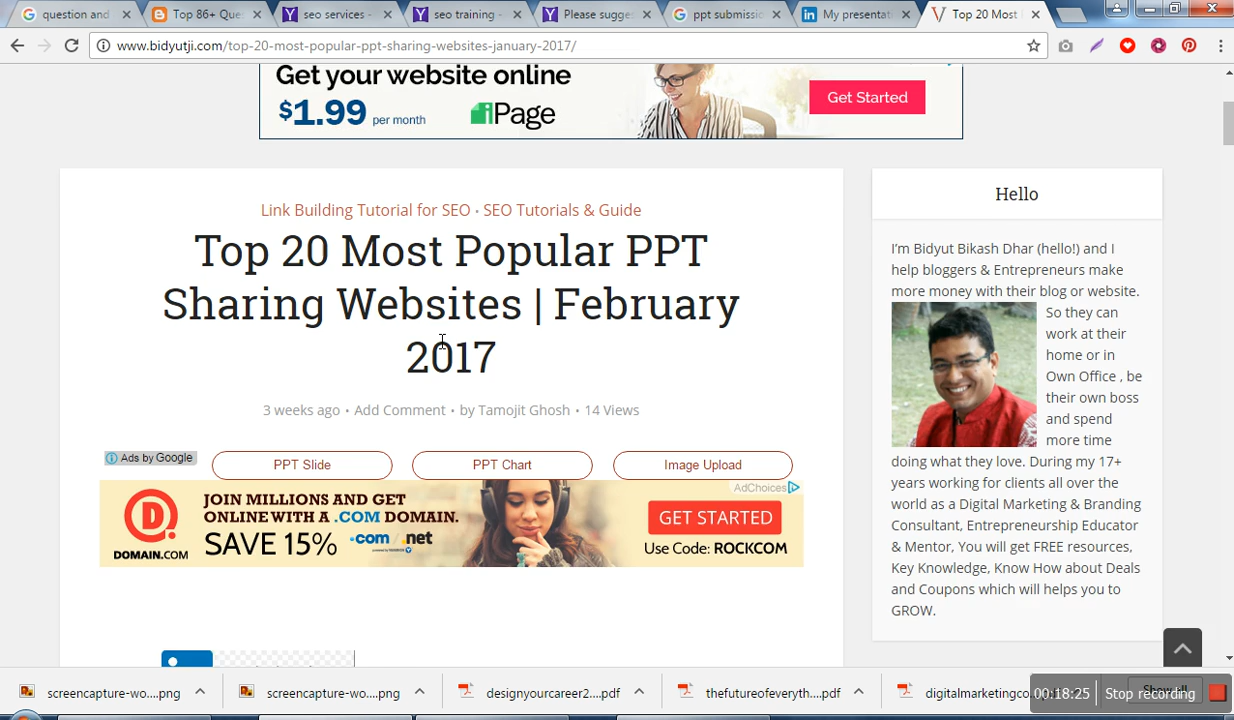 question and
Top 86+ Que
seo services -
seo training -
Please sugges
ppt submissic
My presentat
Top 20 Most
www.bidyutji.com/top-20-most-popular-ppt-sharing-websites-january-2017/
Get your website online
$1.99 per month
iPage
Get Started
Link Building Tutorial for SEO • SEO Tutorials & Guide
Top 20 Most Popular PPT
Sharing Websites | February
2017
3 weeks ago • Add Comment • by Tamojit Ghosh • 14 Views
Ads by Google
PPT Slide
PPT Chart
Image Upload
AdChoices
DOMAIN.COM
JOIN MILLIONS AND GET
ONLINE WITH A .COM DOMAIN.
SAVE 15%
.com .net
GET STARTED
Use Code: ROCKCOM
Hello
I'm Bidyut Bikash Dhar (hello!) and I
help bloggers & Entrepreneurs make
more money with their blog or website.
So they can
work at their
home or in
Own Office , be
their own boss
and spend
more time
doing what they love. During my 17+
years working for clients all over the
world as a Digital Marketing & Branding
Consultant, Entrepreneurship Educator
& Mentor, You will get FREE resources,
Key Knowledge, Know How about Deals
and Coupons which will helps you to
GROW.
screencapture-wo....png
screencapture-wo....png
designyourcareer2....pdf
thefutureofeveryth....pdf
digitalmarketingco
00:18:25
Stop recording